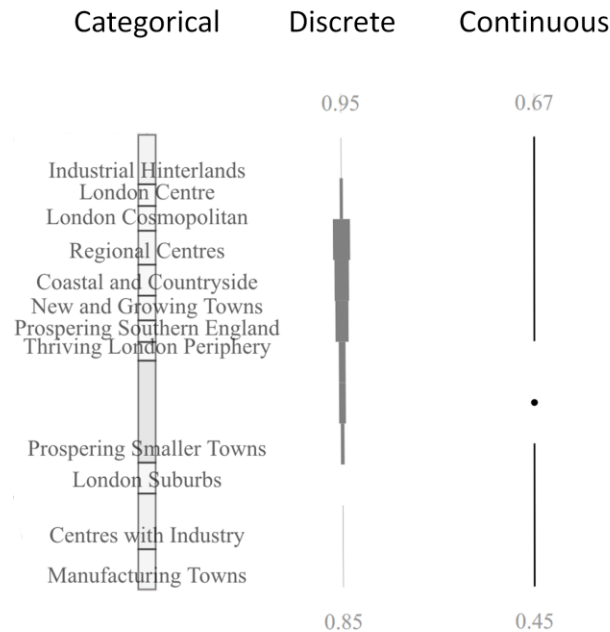 Categorical Discrete Continuous
0.95 0.67
Industrial Hinterlands
London Centre
London Cosmopolitan
Regional Centres
Coastal and Countryside
New and Growing Towns
Prospering Southern England
Thriving London Periphery
Prospering Smaller Towns
London Suburbs
Centres with Industry
Manufacturing Towns
0.85 0.45